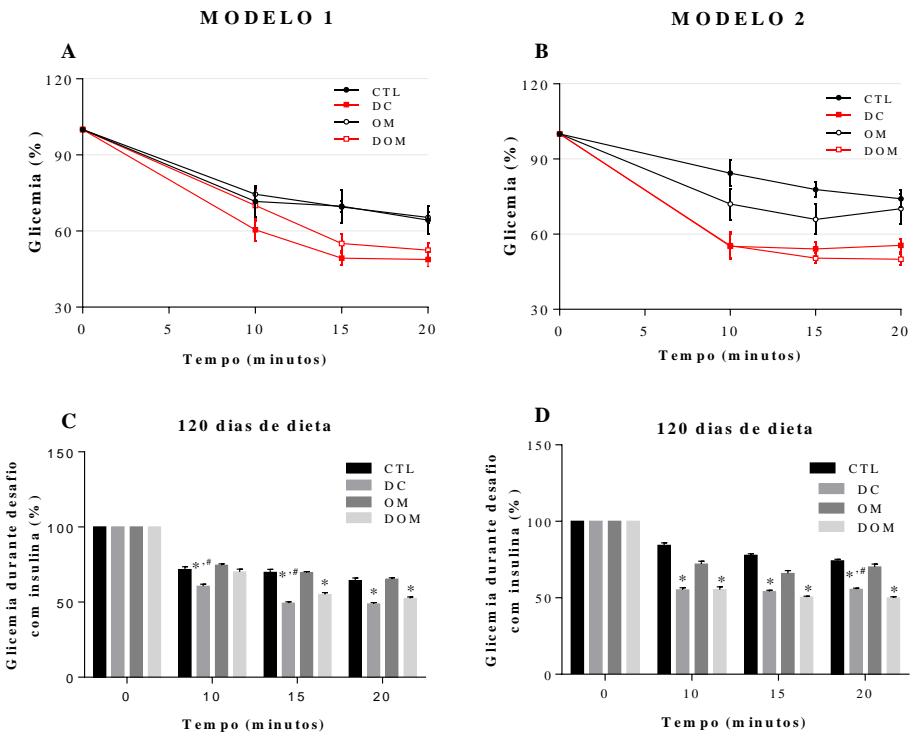 MODELO 1
MODELO 2
A
120
90
60
30
0
5
10
15
20
Glicemia (%)
Tempo (minutos)
CTL
DC
OM
DOM
B
120
90
60
30
0
5
10
15
20
Glicemia (%)
Tempo (minutos)
CTL
DC
OM
DOM
C
120 dias de dieta
150
100
50
0
0
10
15
20
Glicemia durante desafio
com insulina (%)
Tempo (minutos)
CTL
DC
OM
DOM
*,#
*,#
*
*
*
D
120 dias de dieta
150
100
50
0
0
10
15
20
Glicemia durante desafio
com insulina (%)
Tempo (minutos)
CTL
DC
OM
DOM
*
*
*
*
*,#
*